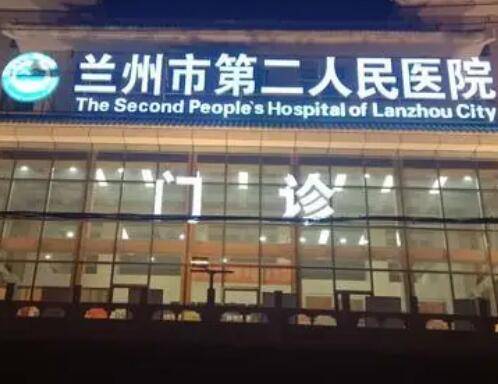 兰州市第二人民医院
The Second People's Hospital of Lanzhou City
门诊